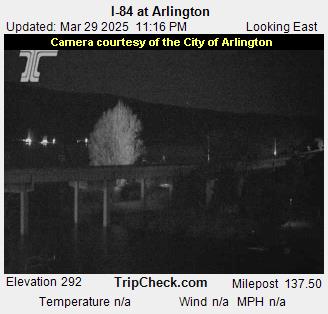 I-84 at Arlington
Updated: Mar 29 2025 11:16 PM Looking East
Camera courtesy of the City of Arlington
Elevation 292 TripCheck.com Milepost 137.50
Temperature n/a Wind n/a MPH n/a